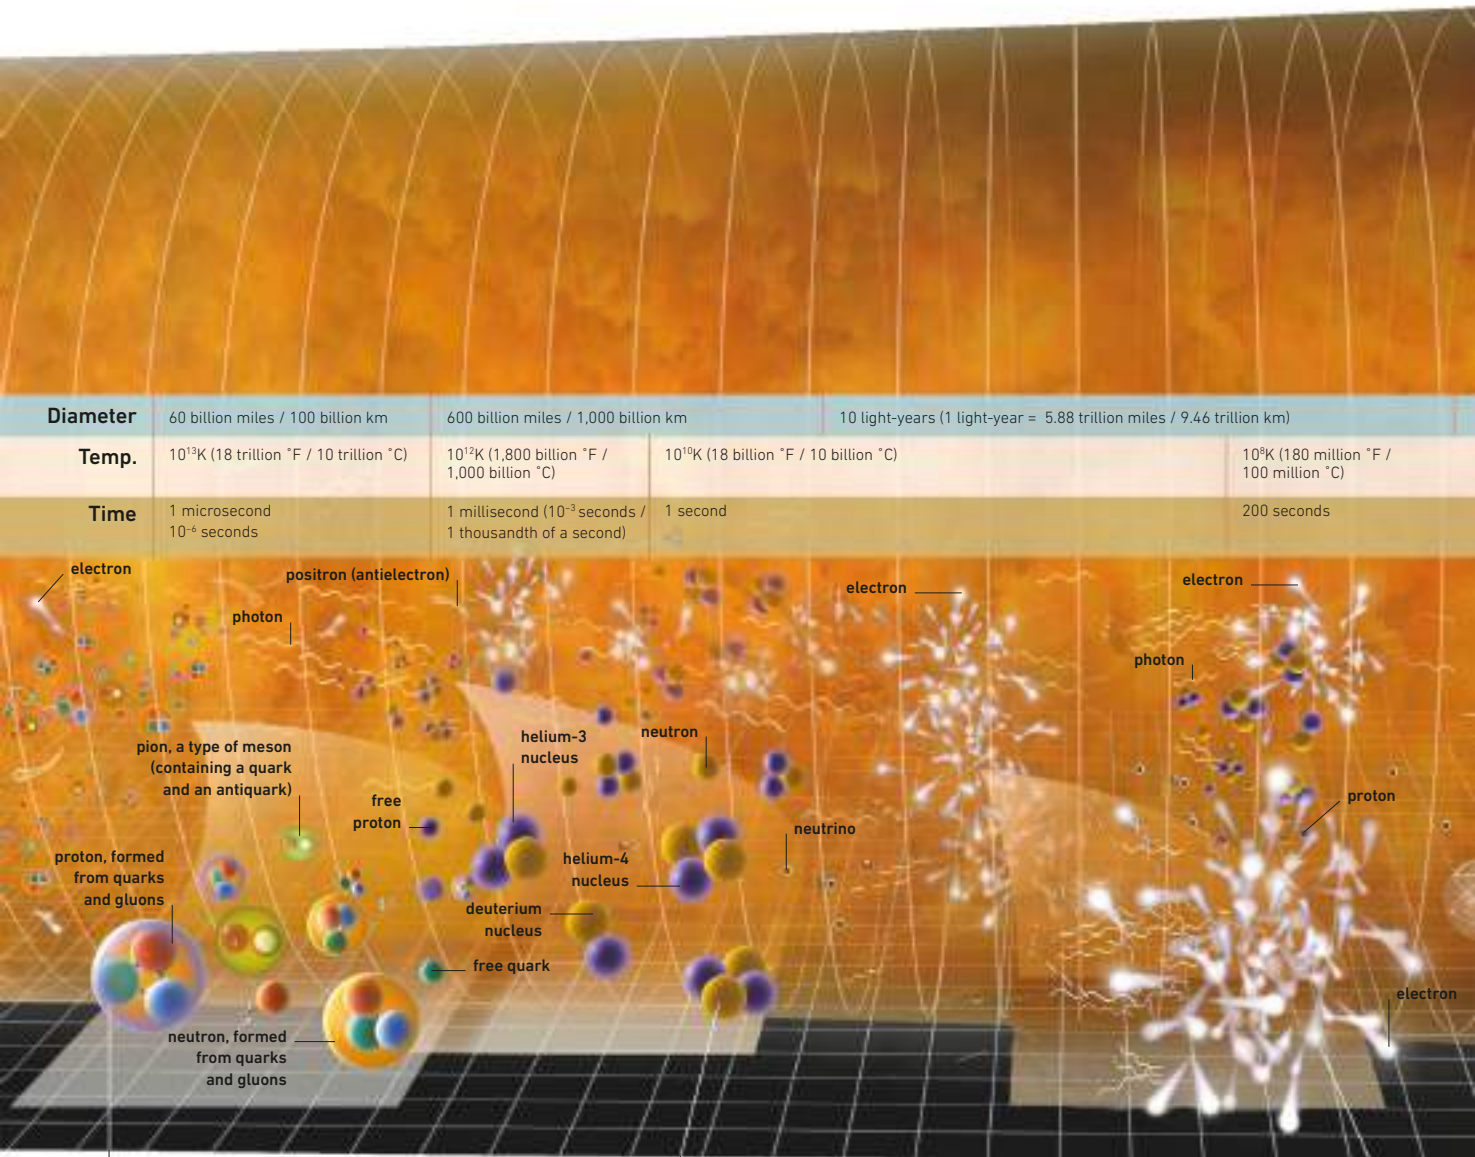 Diameter
60 billion miles / 100 billion km
600 billion miles / 1,000 billion km
10 light-years (1 light-year = 5.88 trillion miles / 9.46 trillion km)
Temp.
10¹³K (18 trillion ˚F / 10 trillion ˚C)
10¹²K (1,800 billion ˚F /
1,000 billion ˚C)
10¹⁰K (18 billion ˚F / 10 billion ˚C)
10⁸K (180 million ˚F /
100 million ˚C)
Time
1 microsecond
10⁻⁶ seconds
1 millisecond (10⁻³ seconds /
1 thousandth of a second)
1 second
200 seconds
electron
positron (antielectron)
photon
electron
electron
photon
pion, a type of meson
(containing a quark
and an antiquark)
helium-3
nucleus
neutron
free
proton
proton
neutrino
proton, formed
from quarks
and gluons
helium-4
nucleus
deuterium
nucleus
free quark
electron
neutron, formed
from quarks
and gluons